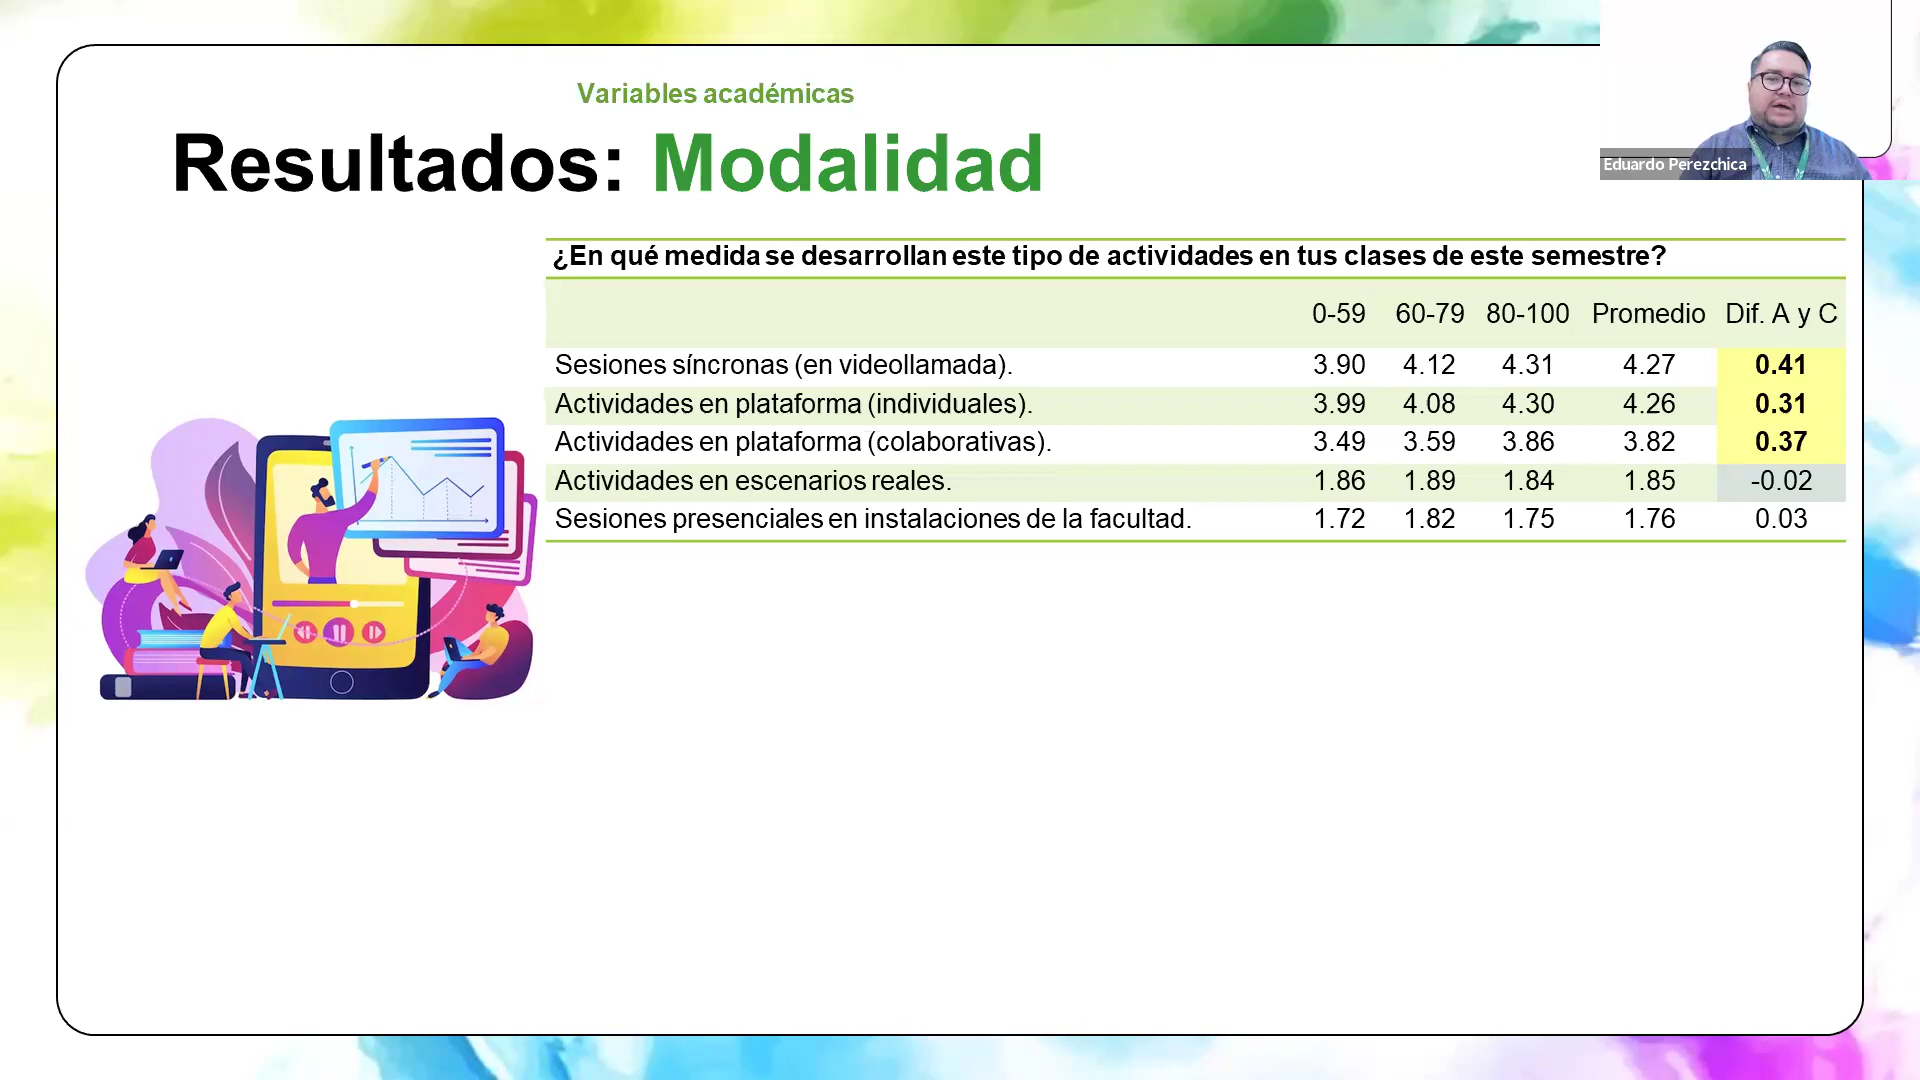 Variables académicas
Resultados: Modalidad
Eduardo Perezchica
¿En qué medida se desarrollan este tipo de actividades en tus clases de este semestre?
0-59 60-79 80-100 Promedio Dif. A y C
Sesiones síncronas (en videollamada). 3.90 4.12 4.31 4.27 0.41
Actividades en plataforma (individuales). 3.99 4.08 4.30 4.26 0.31
Actividades en plataforma (colaborativas). 3.49 3.59 3.86 3.82 0.37
Actividades en escenarios reales. 1.86 1.89 1.84 1.85 -0.02
Sesiones presenciales en instalaciones de la facultad. 1.72 1.82 1.75 1.76 0.03